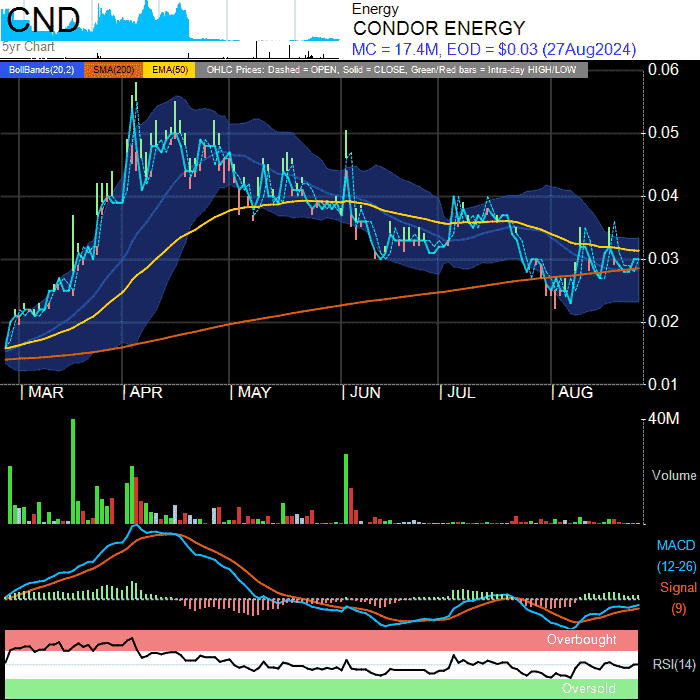 CND
5yr Chart
Energy
CONDOR ENERGY
MC = 17.4M, EOD = $0.03 (27Aug2024)
BollBands(20,2) SMA(200) EMA(50) OHLC Prices: Dashed = OPEN, Solid = CLOSE, Green/Red bars = Intra-day HIGH/LOW
0.06
0.05
0.04
0.03
0.02
0.01
| MAR | APR | MAY | JUN | JUL | AUG
40M
Volume
MACD
(12-26)
Signal
(9)
Overbought
RSI(14)
Oversold